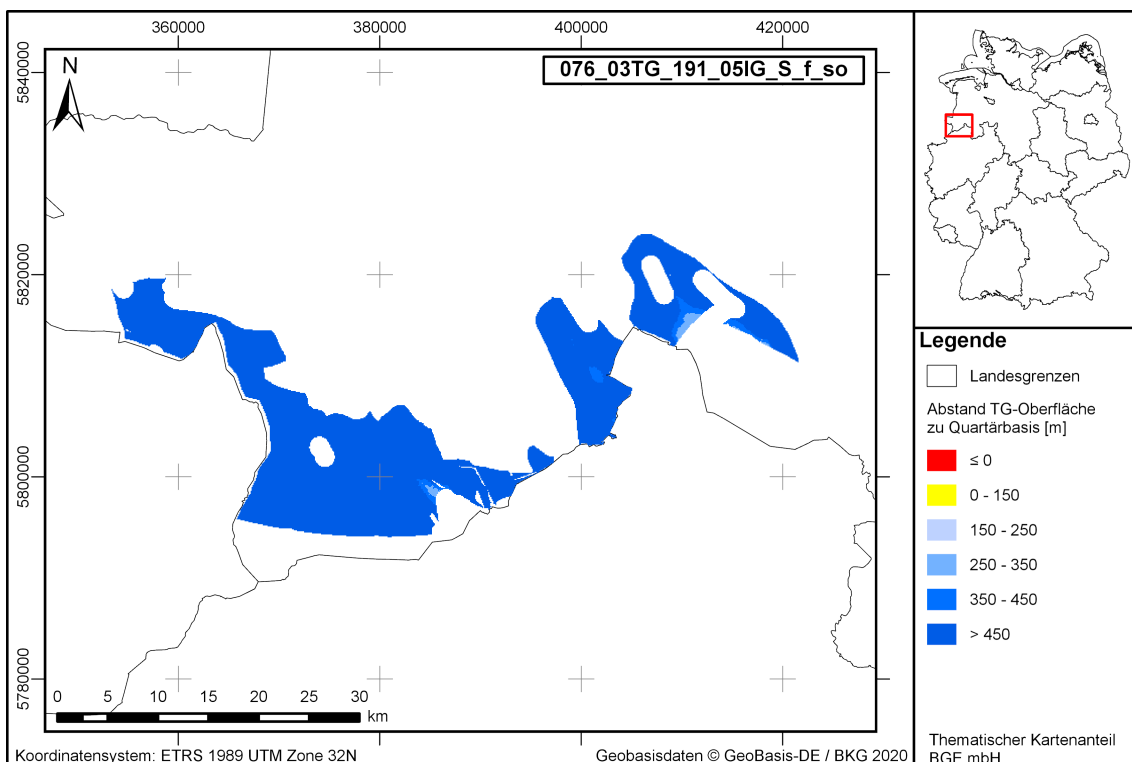 360000 380000 400000 420000
5840000
5820000
5800000
5780000
N
076_03TG_191_05IG_S_f_so
0 5 10 15 20 25 30
km
Koordinatensystem: ETRS 1989 UTM Zone 32N
Geobasisdaten © GeoBasis-DE / BKG 2020
Legende
Landesgrenzen
Abstand TG-Oberfläche
zu Quartärbasis [m]
≤ 0
0 - 150
150 - 250
250 - 350
350 - 450
> 450
Thematischer Kartenanteil
BGE mbH